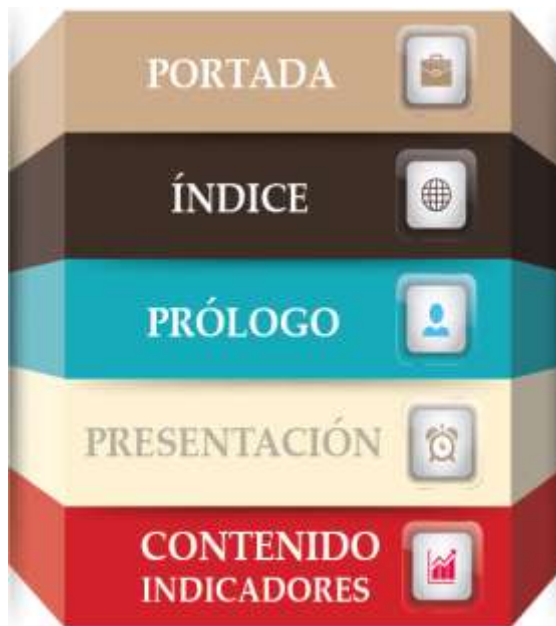 PORTADA
ÍNDICE
PRÓLOGO
PRESENTACIÓN
CONTENIDO
INDICADORES